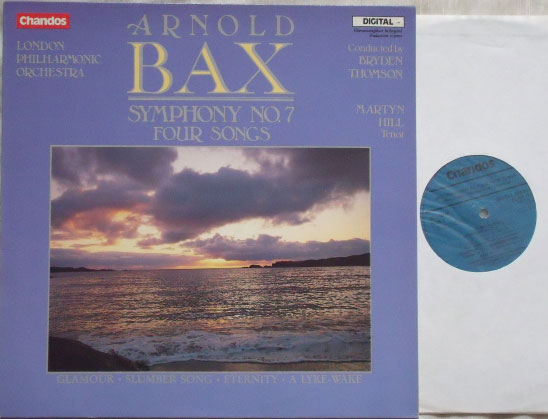 Chandos
ARNOLD
BAX
SYMPHONY NO.7
FOUR SONGS
LONDON
PHILHARMONIC
ORCHESTRA
DIGITAL
Conducted by
BRYDEN
THOMSON
MARTYN
HILL
Tenor
GLAMOUR • SLUMBER SONG • ETERNITY • A LYKE-WAKE
Chandos